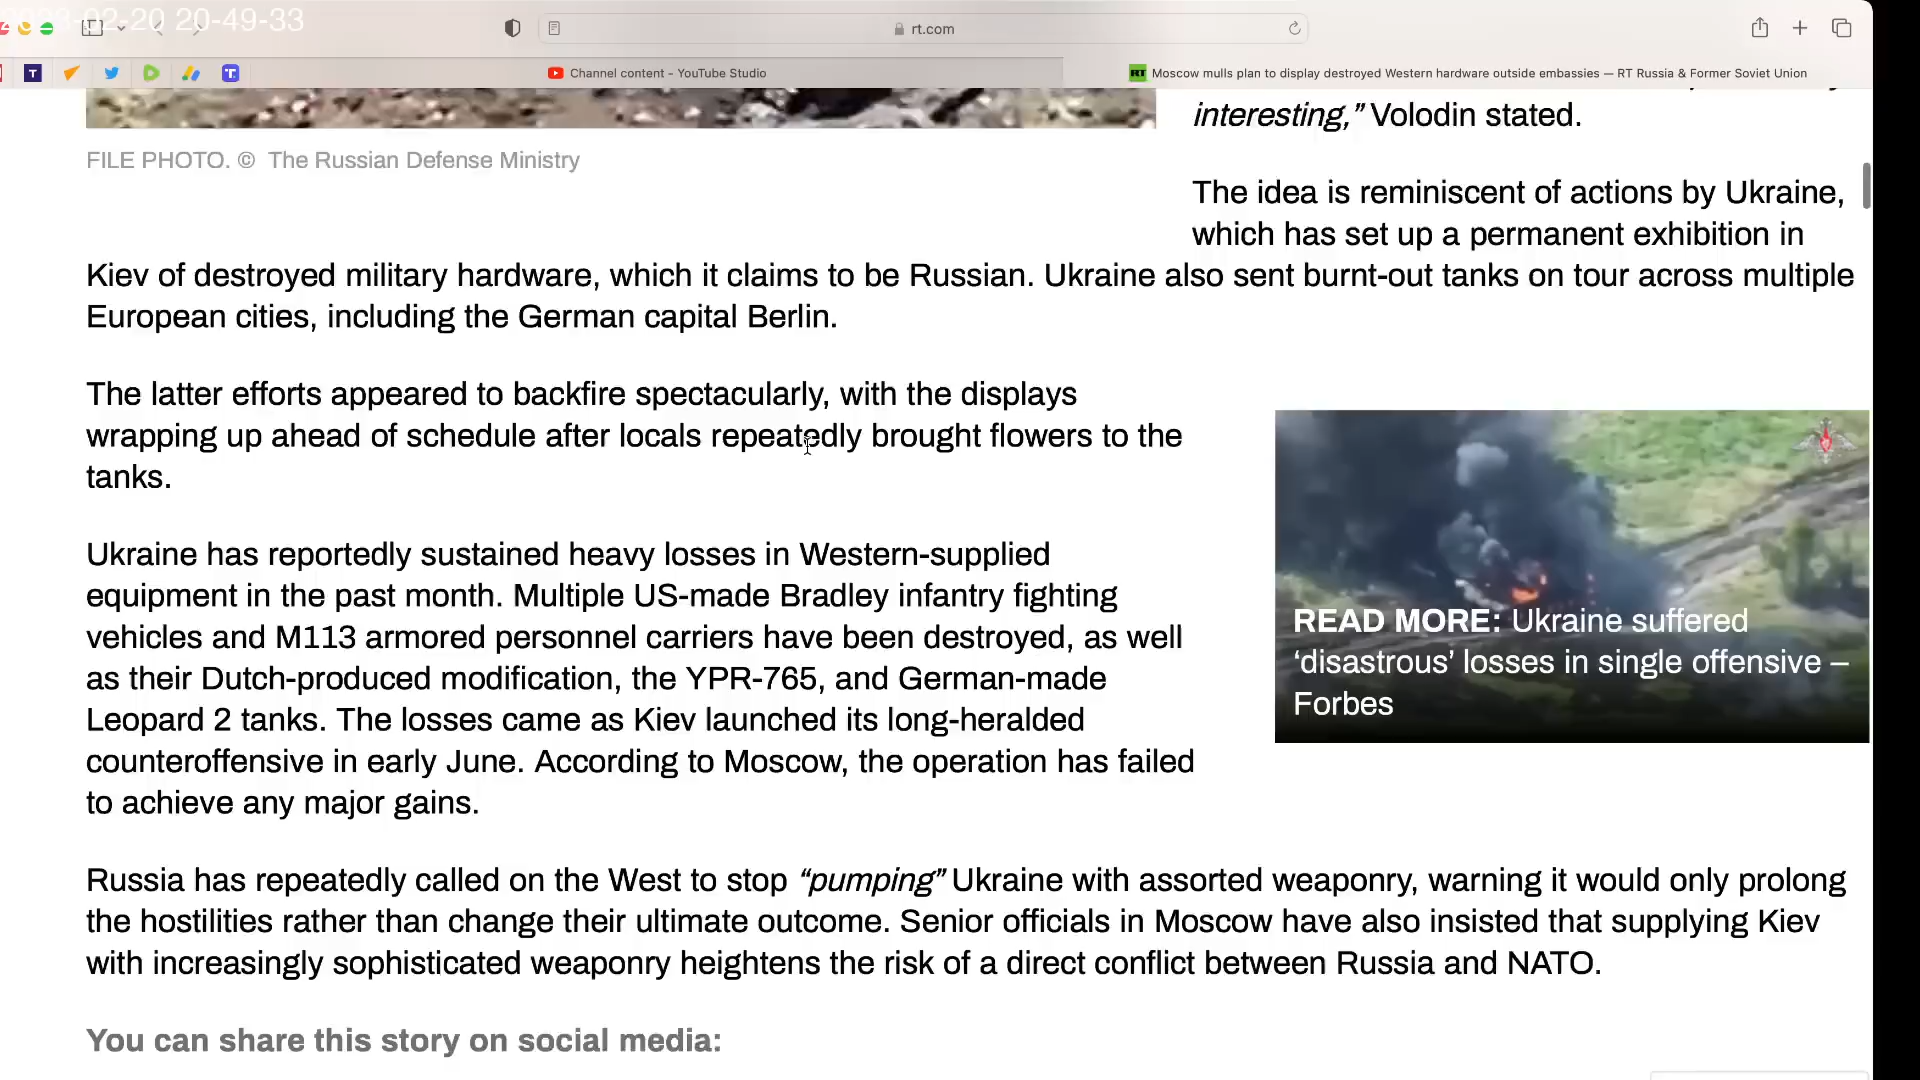 2023-02-20 20-49-33
rt.com
T
T
Channel content - YouTube Studio
RT Moscow mulls plan to display destroyed Western hardware outside embassies — RT Russia & Former Soviet Union
interesting,” Volodin stated.
FILE PHOTO. © The Russian Defense Ministry
The idea is reminiscent of actions by Ukraine,
which has set up a permanent exhibition in
Kiev of destroyed military hardware, which it claims to be Russian. Ukraine also sent burnt-out tanks on tour across multiple
European cities, including the German capital Berlin.
The latter efforts appeared to backfire spectacularly, with the displays
wrapping up ahead of schedule after locals repeatedly brought flowers to the
tanks.
Ukraine has reportedly sustained heavy losses in Western-supplied
equipment in the past month. Multiple US-made Bradley infantry fighting
vehicles and M113 armored personnel carriers have been destroyed, as well
as their Dutch-produced modification, the YPR-765, and German-made
Leopard 2 tanks. The losses came as Kiev launched its long-heralded
counteroffensive in early June. According to Moscow, the operation has failed
to achieve any major gains.
READ MORE: Ukraine suffered
‘disastrous’ losses in single offensive –
Forbes
Russia has repeatedly called on the West to stop “pumping” Ukraine with assorted weaponry, warning it would only prolong
the hostilities rather than change their ultimate outcome. Senior officials in Moscow have also insisted that supplying Kiev
with increasingly sophisticated weaponry heightens the risk of a direct conflict between Russia and NATO.
You can share this story on social media: